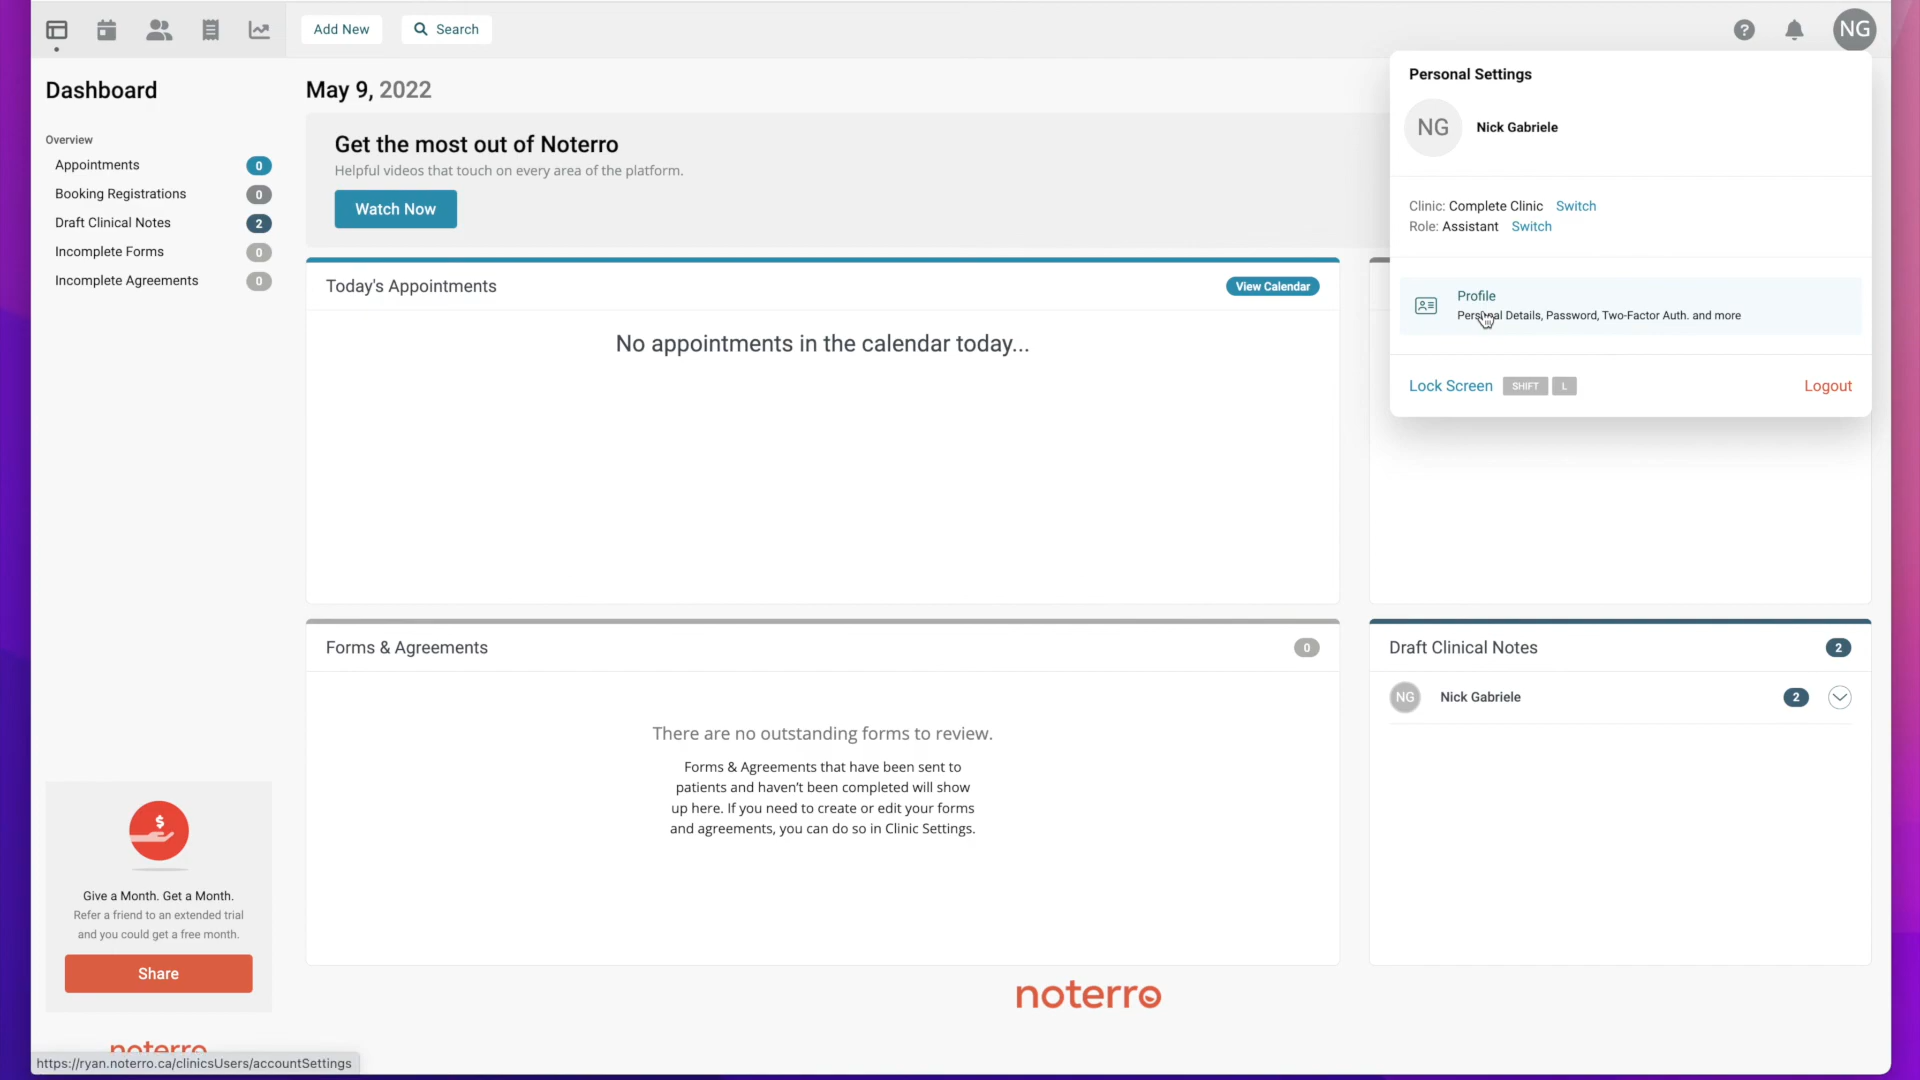 Add New
Search
?
NG
Dashboard
Overview
Appointments 0
Booking Registrations 0
Draft Clinical Notes 2
Incomplete Forms 0
Incomplete Agreements 0
May 9, 2022
Get the most out of Noterro
Helpful videos that touch on every area of the platform.
Watch Now
Today's Appointments
View Calendar
No appointments in the calendar today...
Personal Settings
NG
Nick Gabriele
Clinic: Complete Clinic Switch
Role: Assistant Switch
Profile
Personal Details, Password, Two-Factor Auth. and more
Lock Screen SHIFT L
Logout
Forms & Agreements 0
There are no outstanding forms to review.
Forms & Agreements that have been sent to
patients and haven't been completed will show
up here. If you need to create or edit your forms
and agreements, you can do so in Clinic Settings.
Draft Clinical Notes 2
NG Nick Gabriele 2
$
Give a Month. Get a Month.
Refer a friend to an extended trial
and you could get a free month.
Share
noterro
noterro
https://ryan.noterro.ca/clinicsUsers/accountSettings